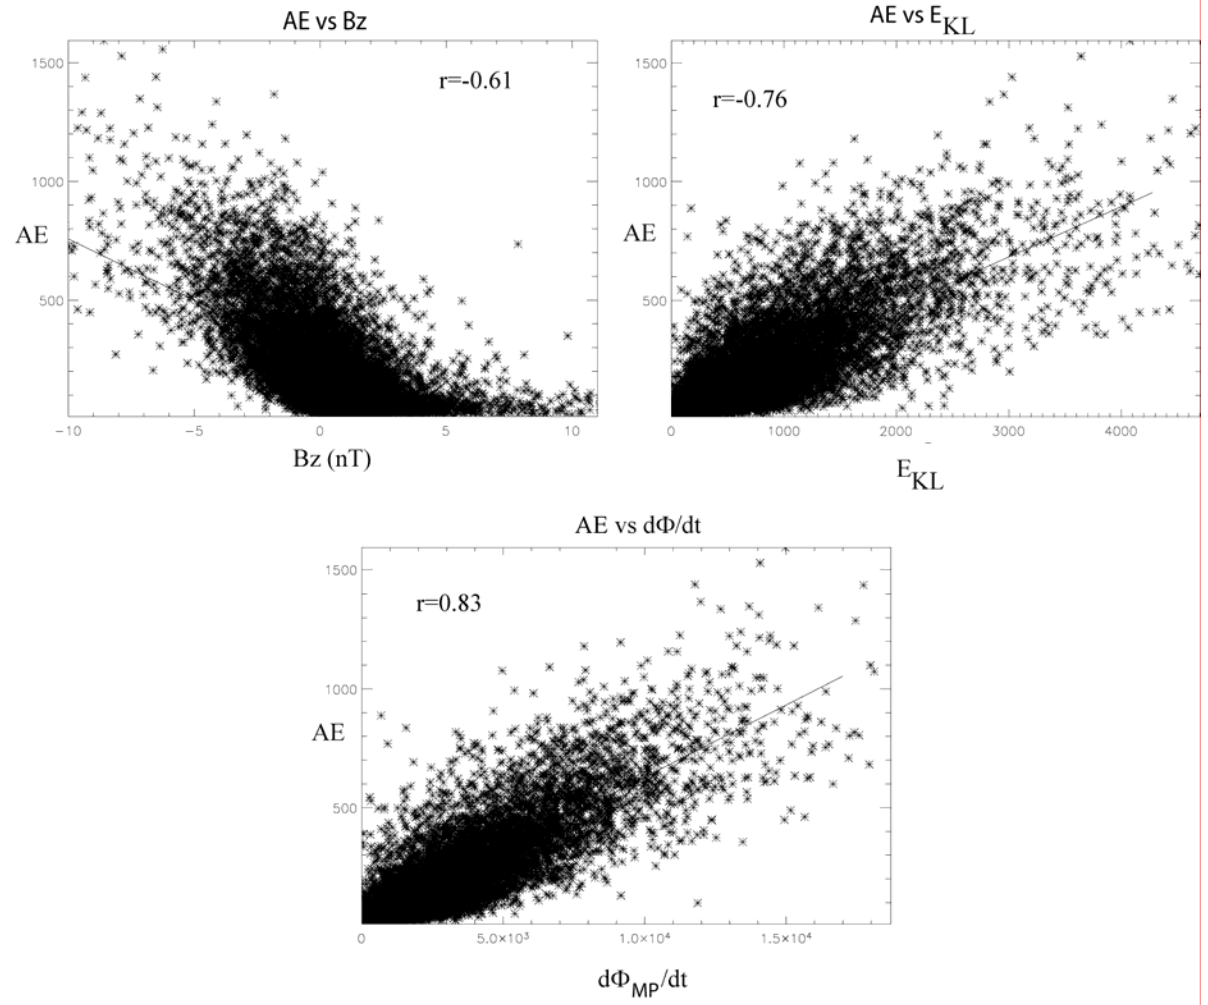 AE vs Bz
1500
1000
500
AE
r=-0.61
-10 -5 0 5 10
Bz (nT)
AE vs EKL
1500
1000
500
AE
r=-0.76
0 1000 2000 3000 4000
EKL
AE vs dΦ/dt
1500
1000
500
AE
r=0.83
0 5.0×10³ 1.0×10⁴ 1.5×10⁴
dΦMP/dt